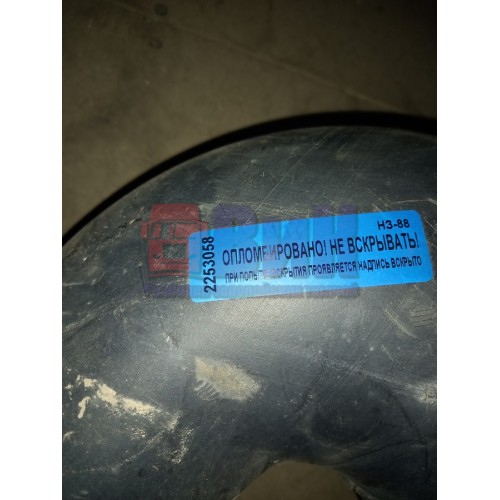 НЗ-88
2253058
ОПЛОМБИРОВАНО! НЕ ВСКРЫВАТЬ!
ПРИ ПОПЫТКЕ ВСКРЫТИЯ ПРОЯВЛЯЕТСЯ НАДПИСЬ ВСКРЫТО